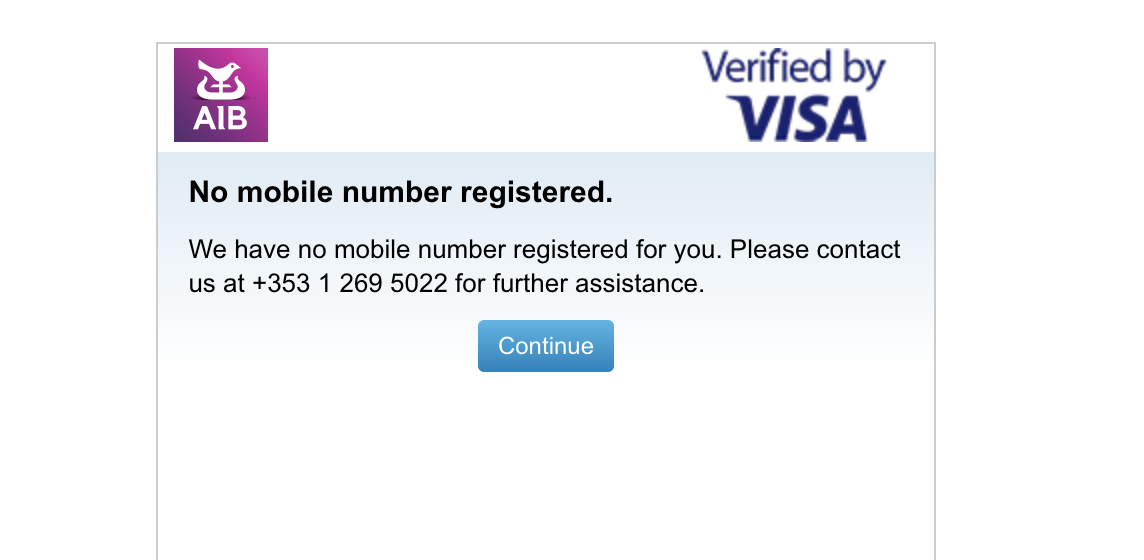 AIB
Verified by
VISA
No mobile number registered.
We have no mobile number registered for you. Please contact
us at +353 1 269 5022 for further assistance.
Continue